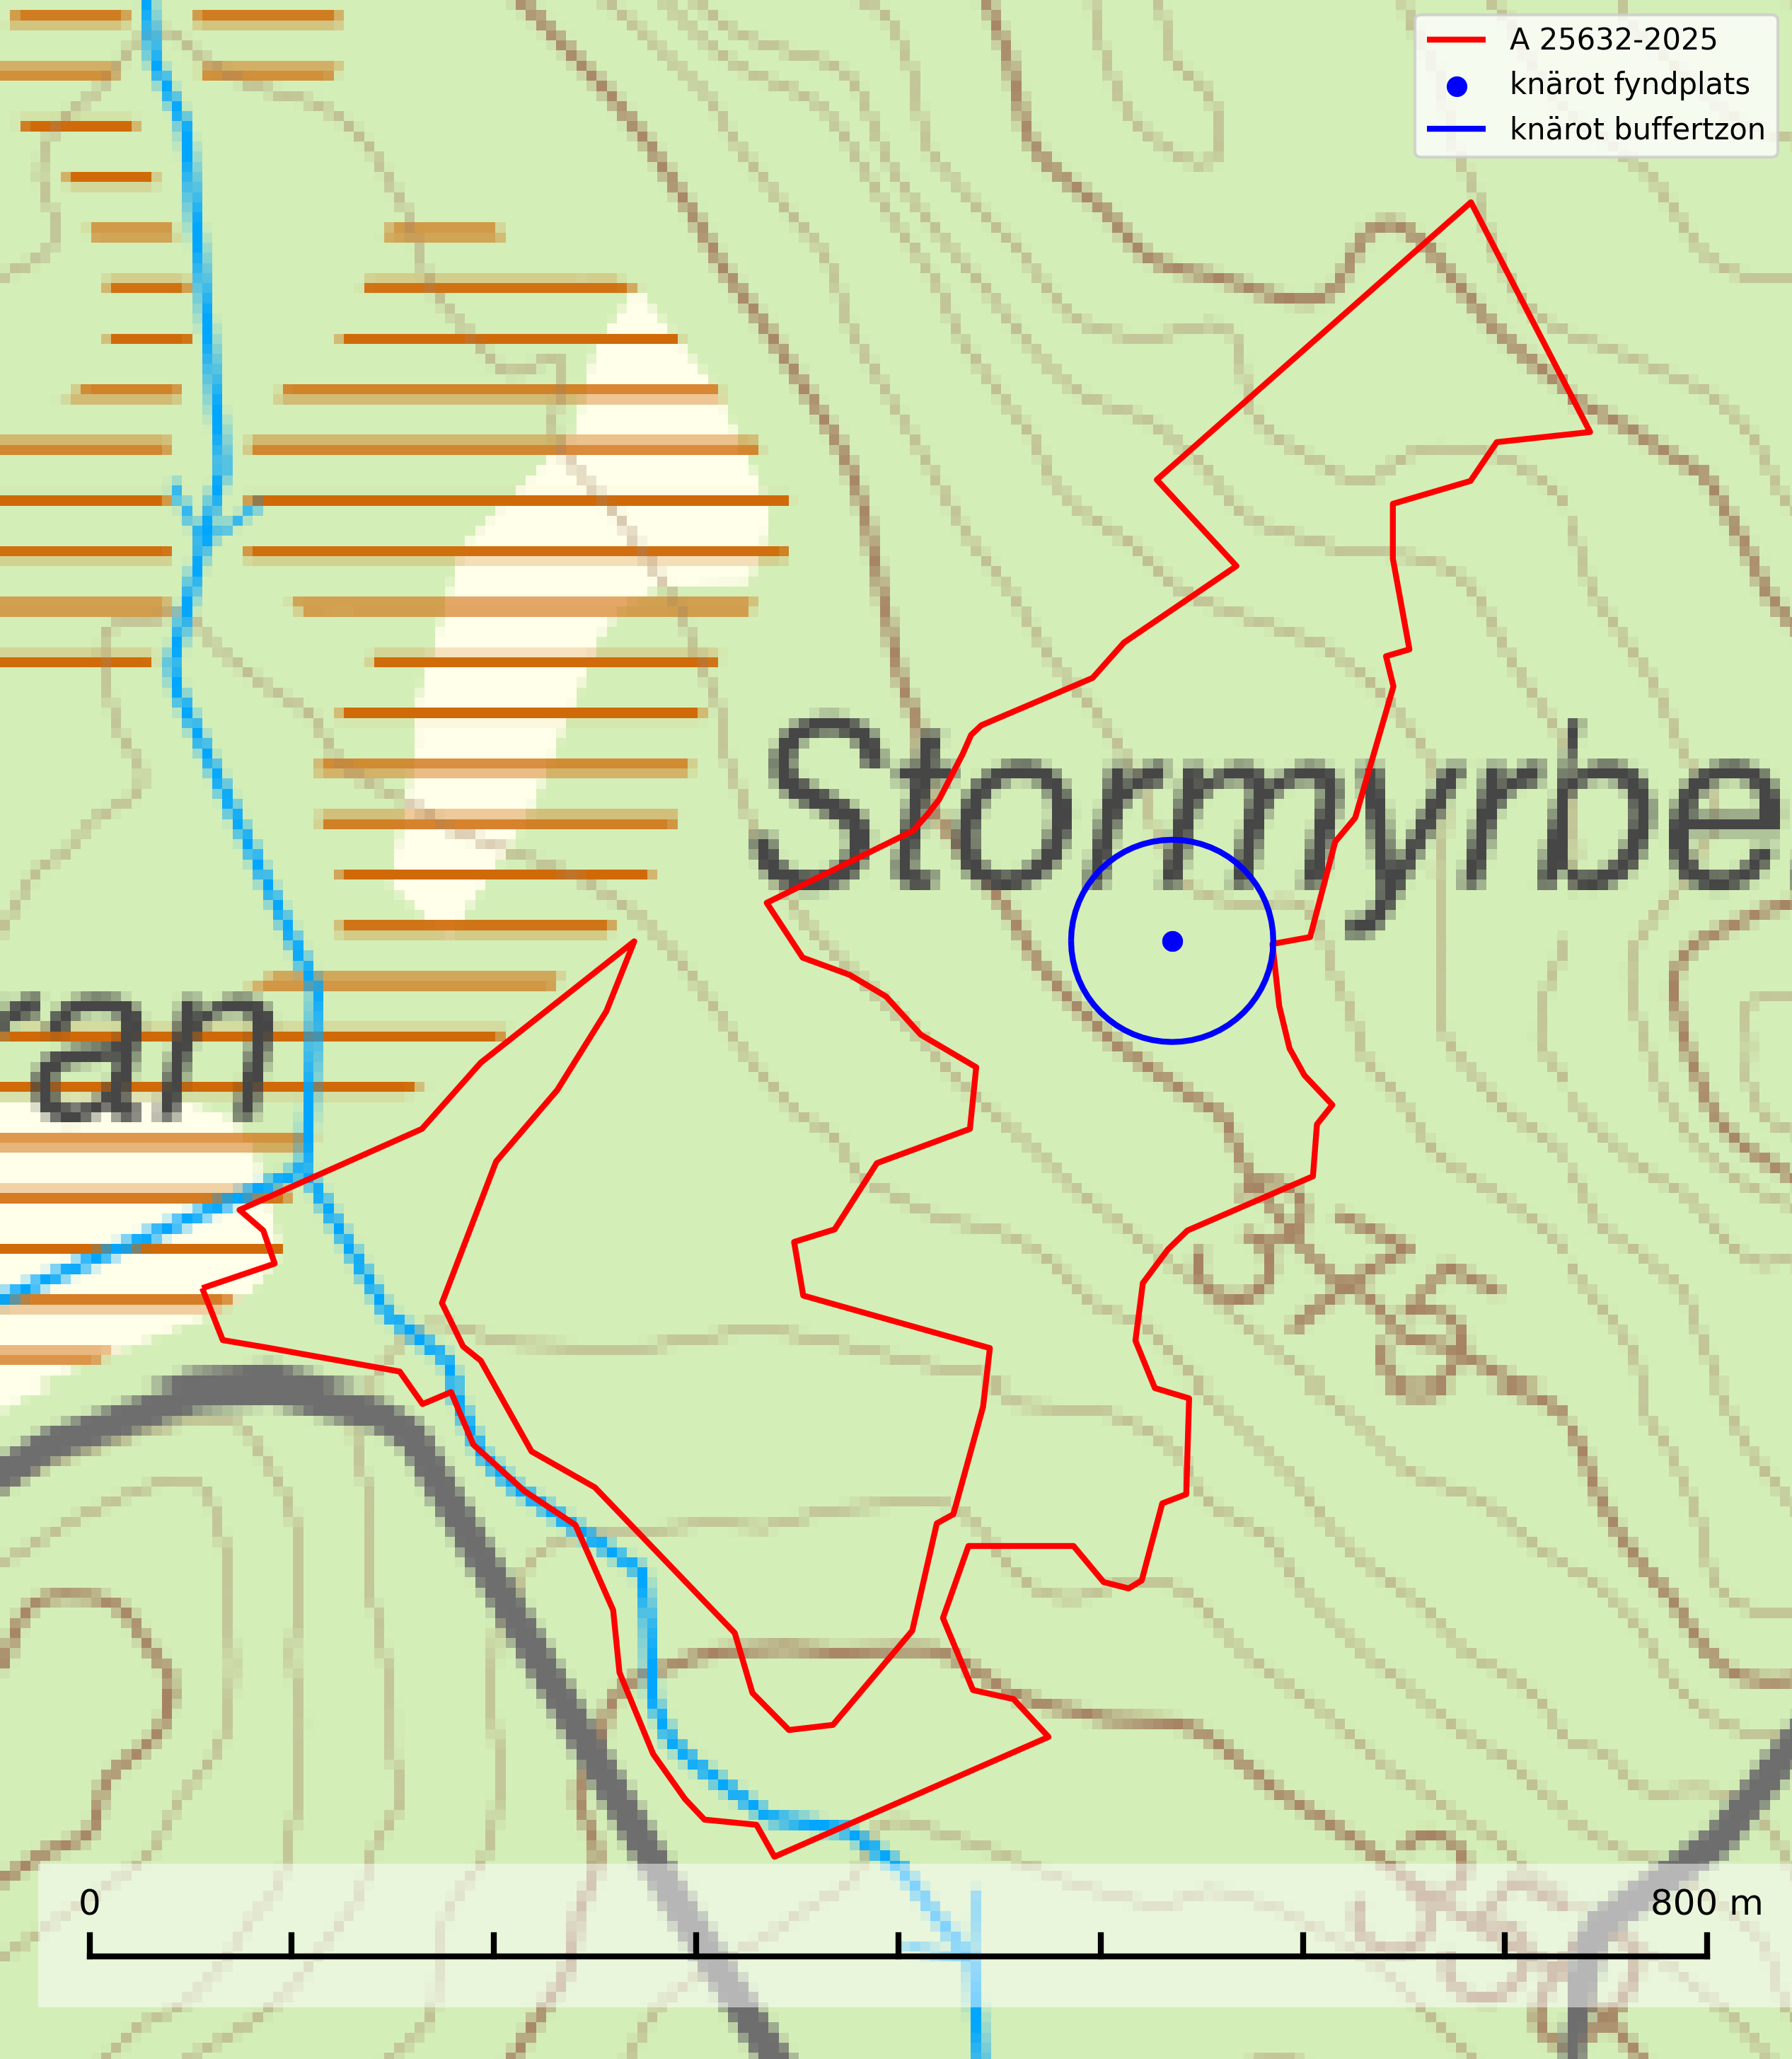 A 25632-2025
knärot fyndplats
knärot buffertzon
Stormyrbe
ran
375
0
800 m